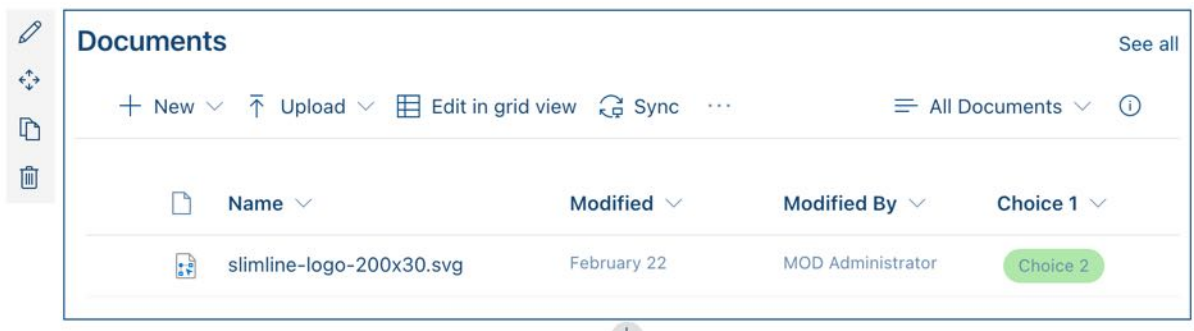 Documents
See all
New Upload Edit in grid view Sync ... All Documents
Name Modified Modified By Choice 1
slimline-logo-200x30.svg February 22 MOD Administrator Choice 2